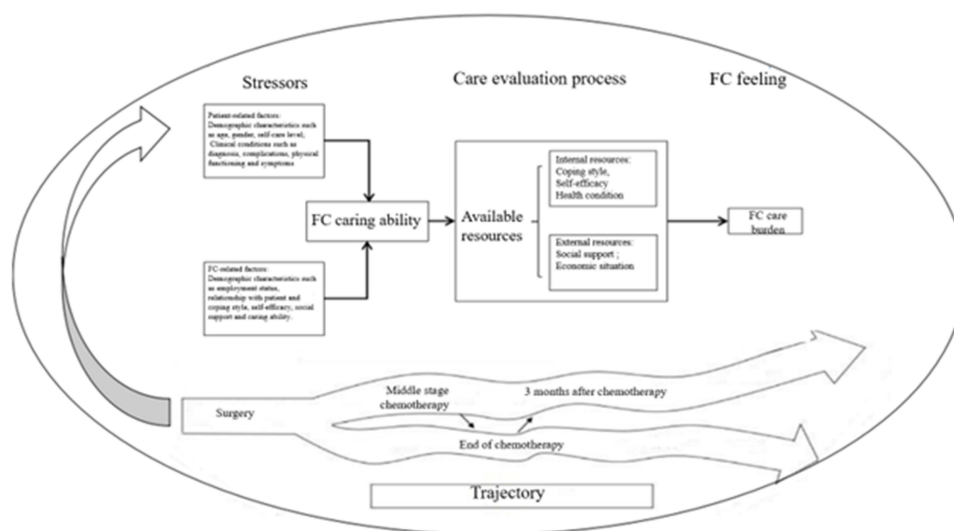 Stressors
Care evaluation process
FC feeling
Patient-related factors:
Demographic characteristics such
as age, gender, self-care level;
Clinical conditions such as
diagnosis, complications, physical
functioning and symptoms
FC caring ability
FC-related factors:
Demographic characteristics such
as employment status,
relationship with patient and
coping style, self-efficacy, social
support and caring ability.
Available
resources
Internal resources:
Coping style,
Self-efficacy
Health condition
External resources:
Social support ;
Economic situation
FC care
burden
Surgery
Middle stage
chemotherapy
3 months after chemotherapy
End of chemotherapy
Trajectory